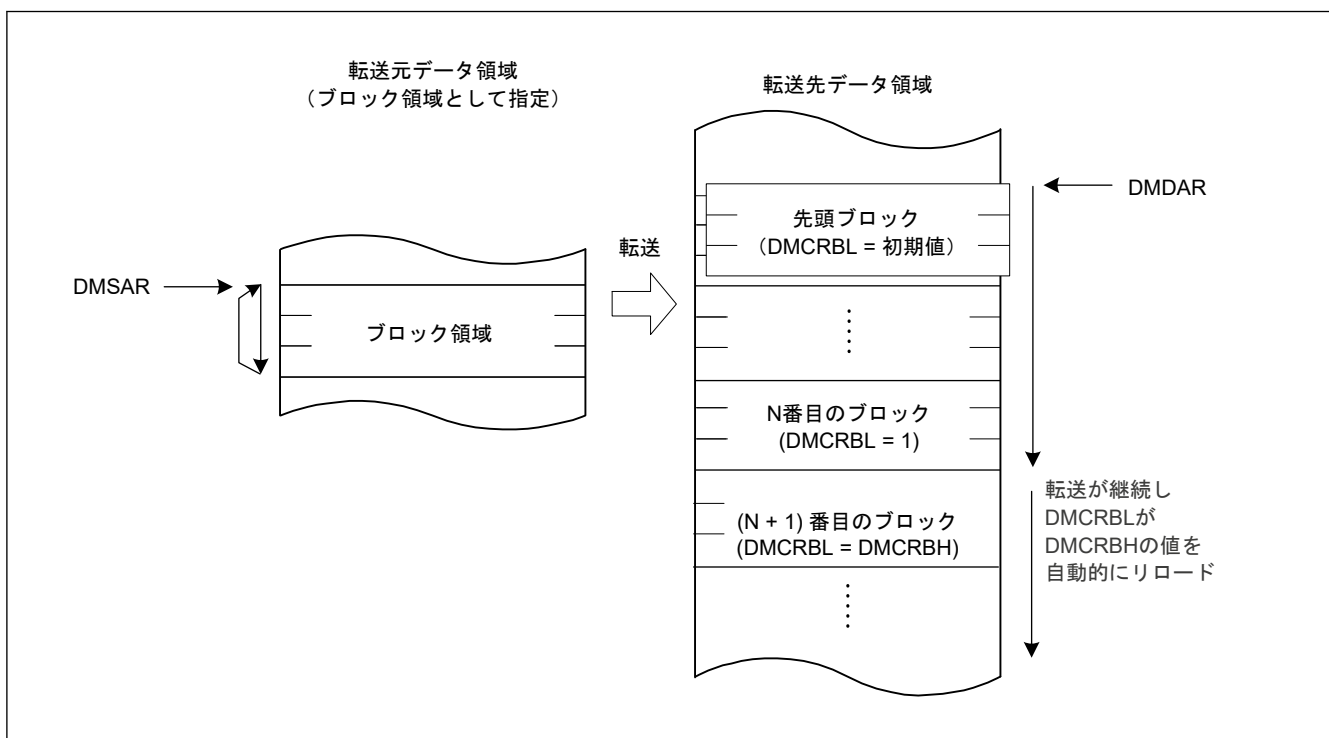 転送元データ領域
（ブロック領域として指定）
転送先データ領域
DMSAR
ブロック領域
転送
先頭ブロック
（DMCRBL = 初期値）
DMDAR
N番目のブロック
(DMCRBL = 1)
(N + 1) 番目のブロック
(DMCRBL = DMCRBH)
転送が継続し
DMCRBLが
DMCRBHの値を
自動的にリロード